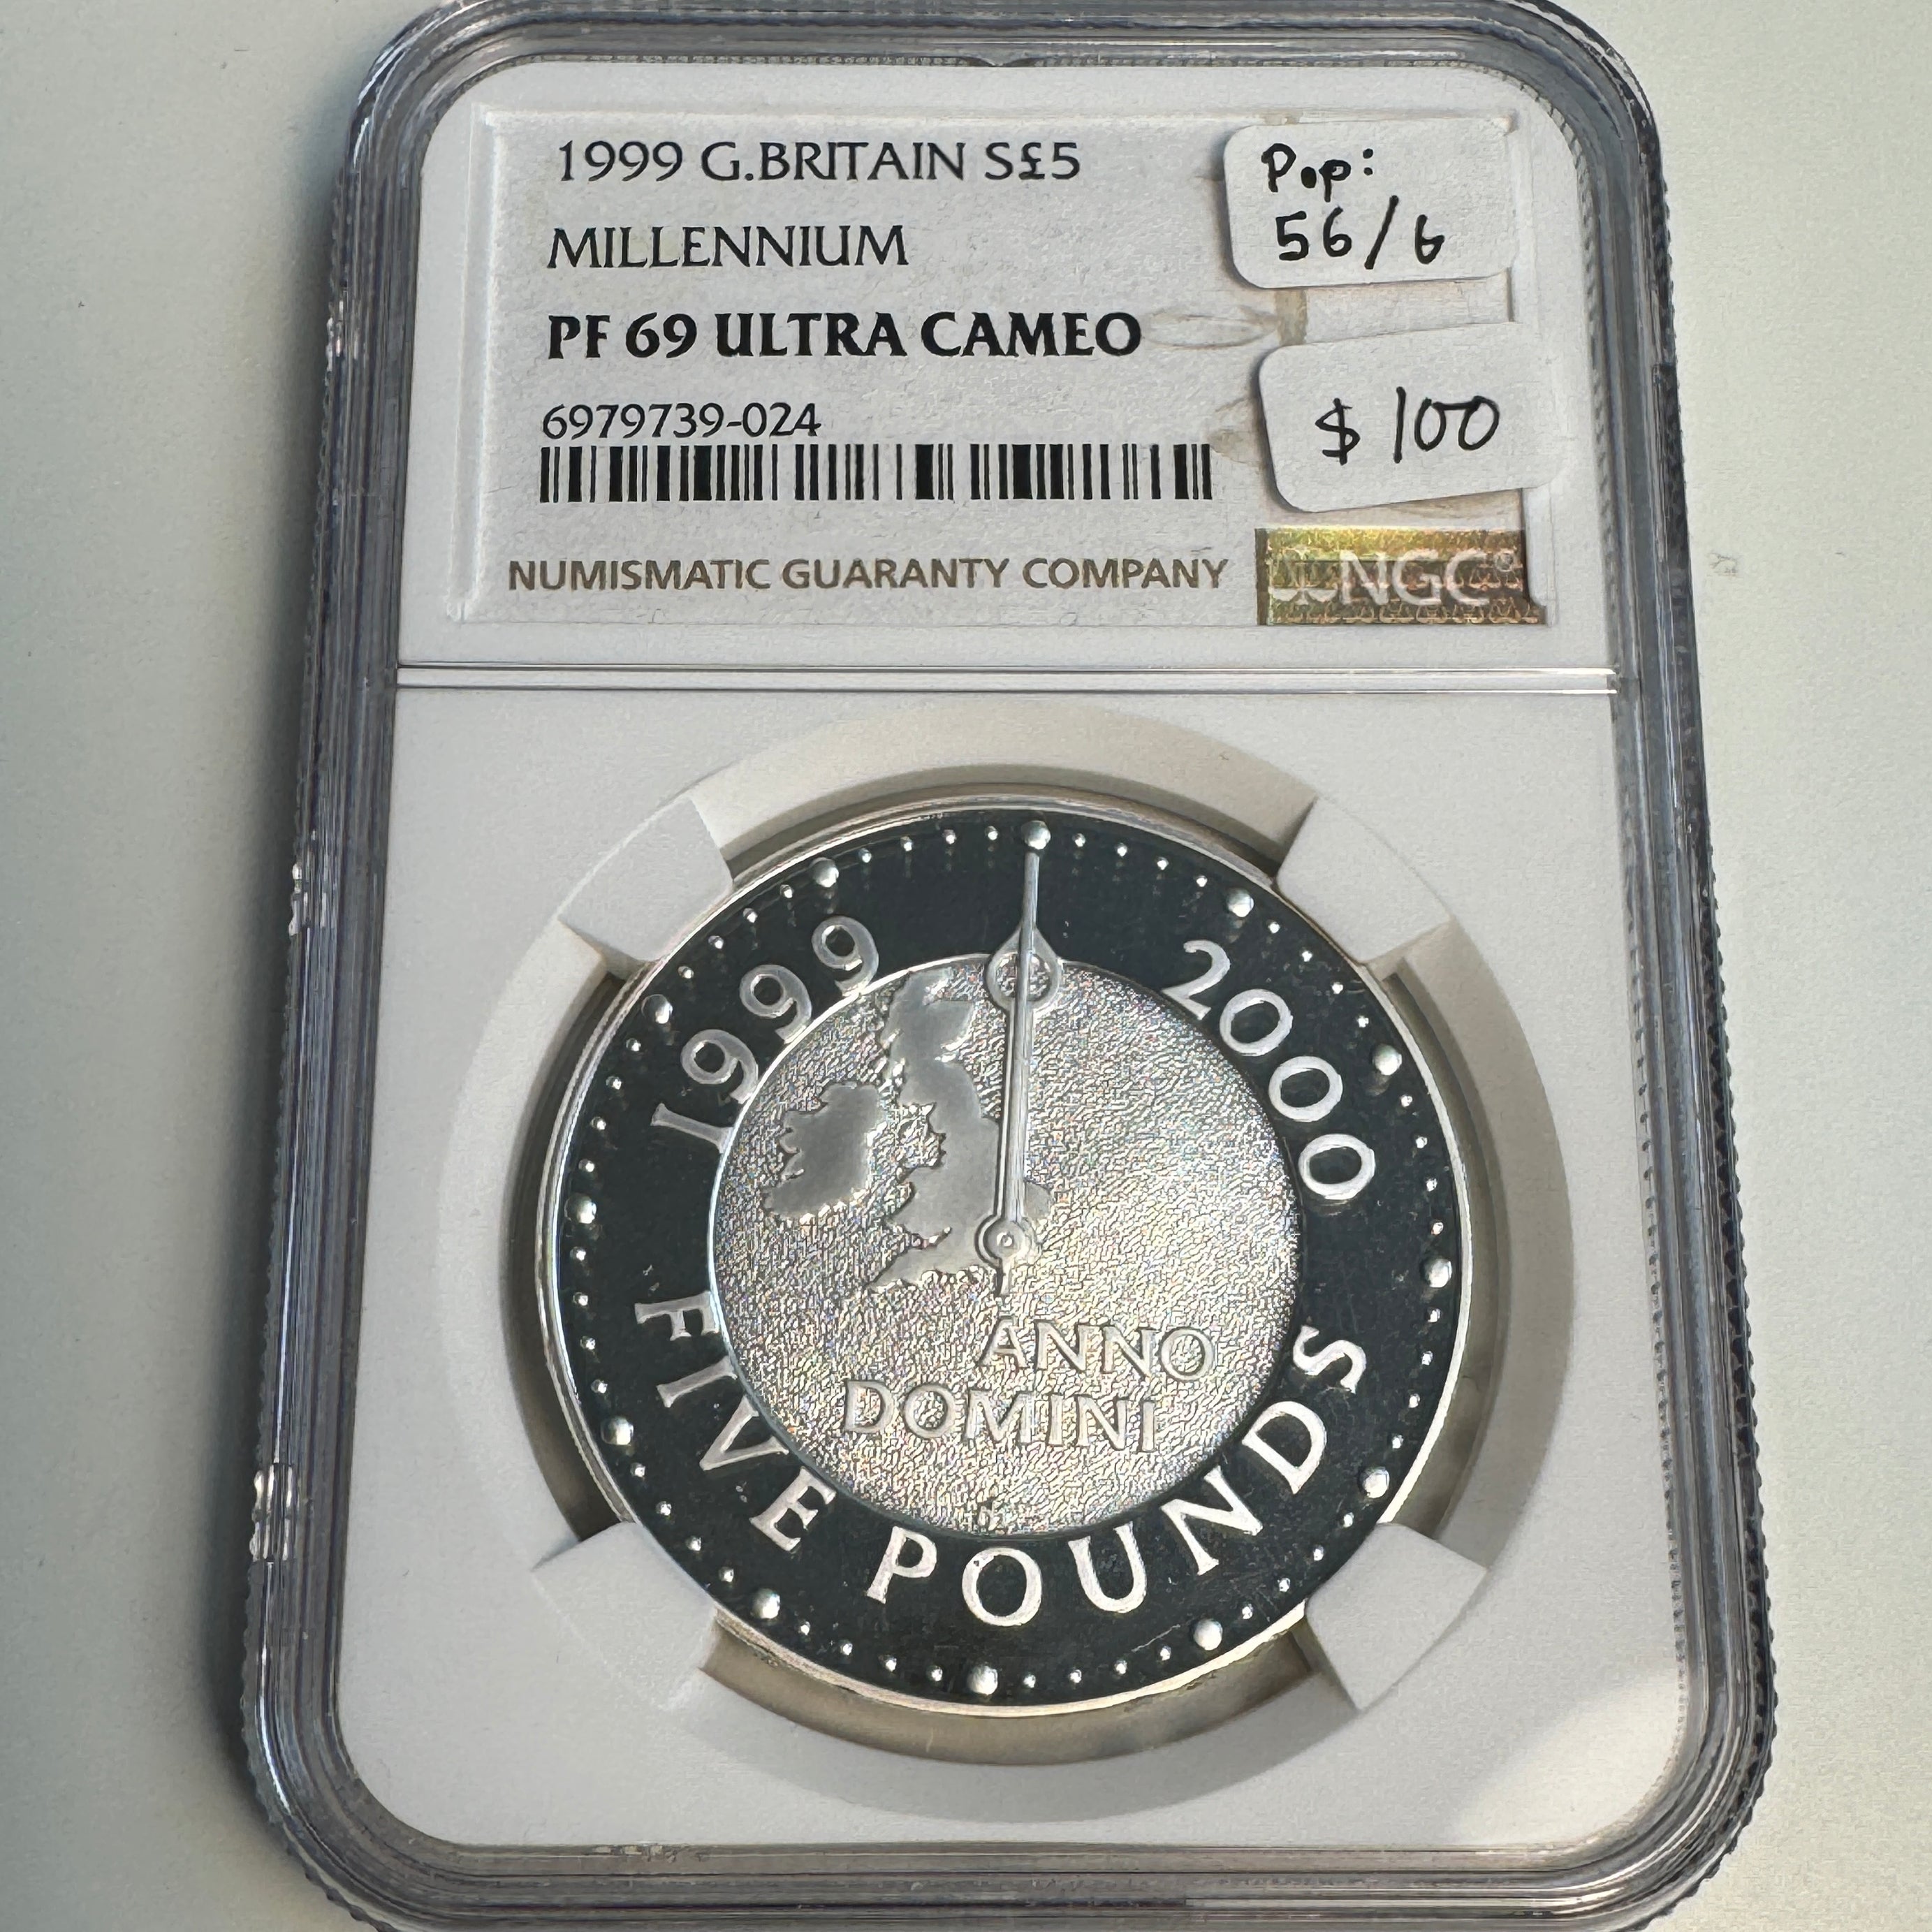 1999 G.BRITAIN S£5
MILLENNIUM
PF 69 ULTRA CAMEO
6979739-024
NUMISMATIC GUARANTY COMPANY
NGC®
Pop:
56/6
$100
1999
2000
ANNO
DOMINI
FIVE POUNDS